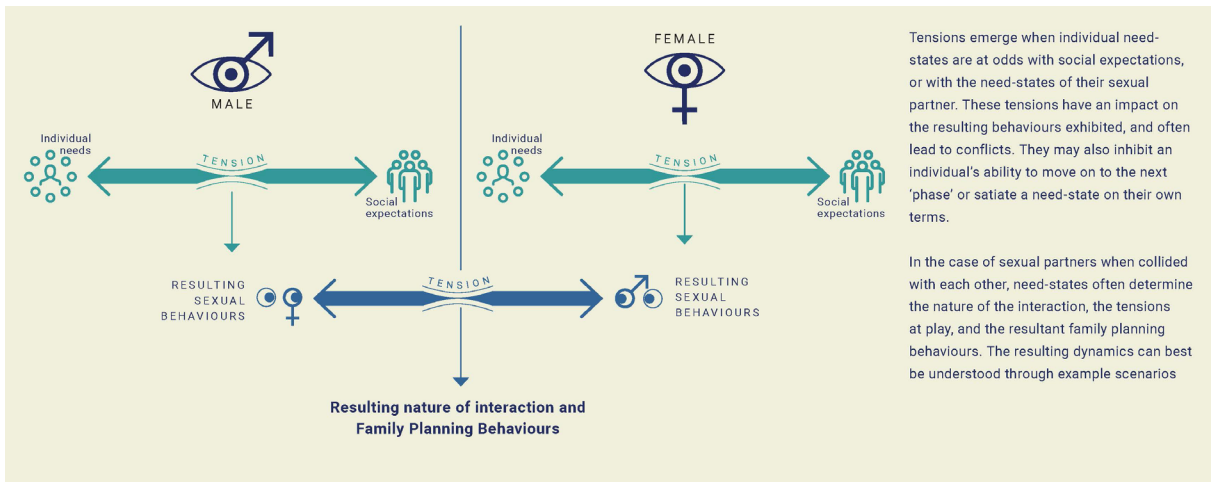 MALE
Individual
needs
TENSION
Social
expectations
RESULTING
SEXUAL
BEHAVIOURS
FEMALE
Individual
needs
TENSION
Social
expectations
RESULTING
SEXUAL
BEHAVIOURS
TENSION
Resulting nature of interaction and
Family Planning Behaviours
Tensions emerge when individual need-
states are at odds with social expectations,
or with the need-states of their sexual
partner. These tensions have an impact on
the resulting behaviours exhibited, and often
lead to conflicts. They may also inhibit an
individual's ability to move on to the next
'phase' or satiate a need-state on their own
terms.
In the case of sexual partners when collided
with each other, need-states often determine
the nature of the interaction, the tensions
at play, and the resultant family planning
behaviours. The resulting dynamics can best
be understood through example scenarios